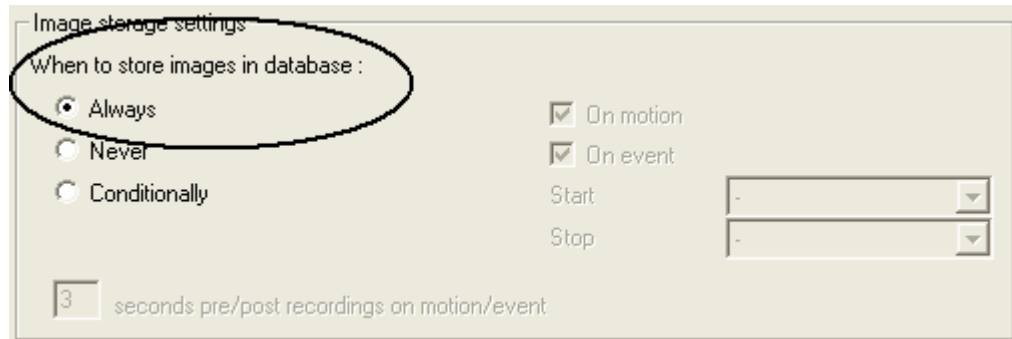 Image storage settings
When to store images in database :
Always
Never
Conditionally
On motion
On event
Start -
Stop -
3 seconds pre/post recordings on motion/event